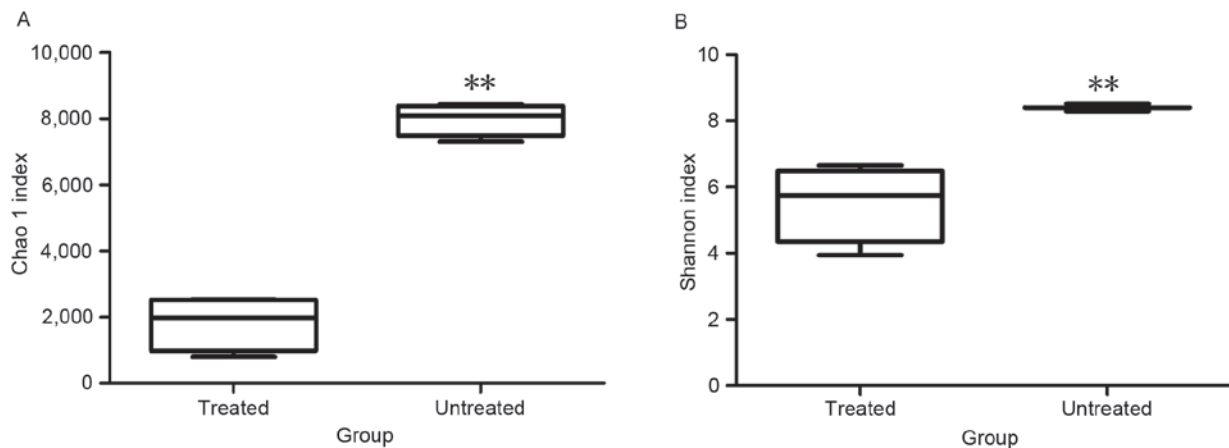 A
10,000
8,000
6,000
4,000
2,000
0
Chao 1 index
**
Treated
Untreated
Group
B
10
8
6
4
2
0
Shannon index
**
Treated
Untreated
Group